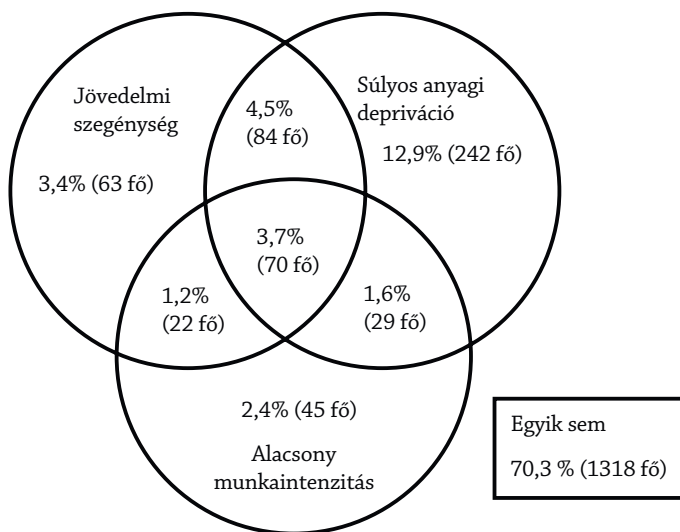 Jövedelmi
szegénység
3,4% (63 fő)
4,5%
(84 fő)
Súlyos anyagi
depriváció
12,9% (242 fő)
3,7%
(70 fő)
1,2%
(22 fő)
1,6%
(29 fő)
2,4% (45 fő)
Alacsony
munkaintenzitás
Egyik sem
70,3 % (1318 fő)